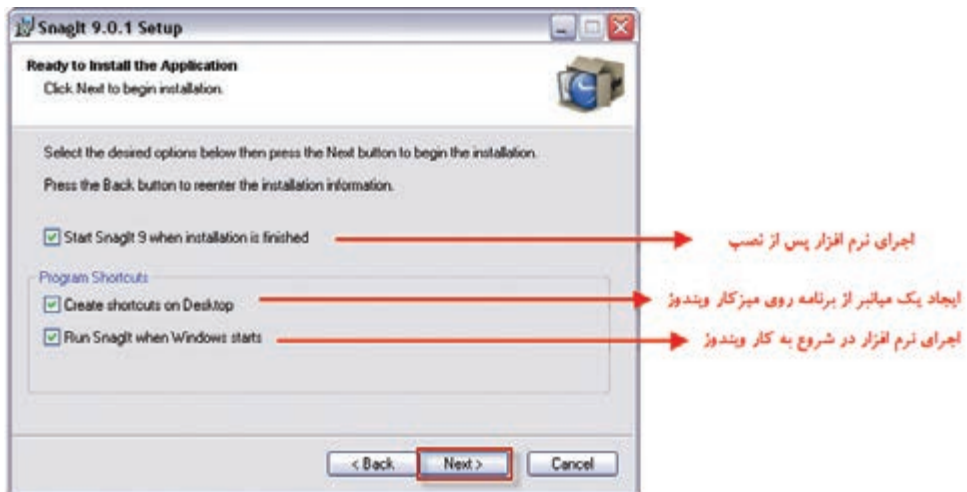 SnagIt 9.0.1 Setup
Ready to Install the Application
Click Next to begin installation.
Select the desired options below then press the Next button to begin the installation.
Press the Back button to reenter the installation information.
Start SnagIt 9 when installation is finished
اجرای نرم افزار پس از نصب
Program Shortcuts
Create shortcuts on Desktop
ایجاد یک میانبر از برنامه روی میزکار ویندوز
Run SnagIt when Windows starts
اجرای نرم افزار در شروع به کار ویندوز
< Back
Next >
Cancel